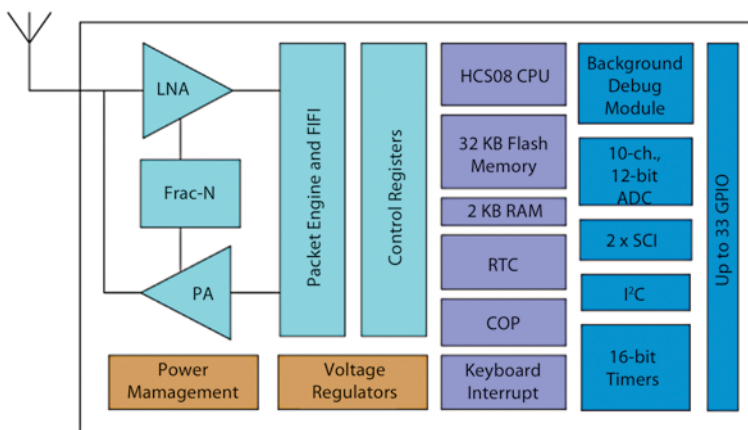 LNA
Frac-N
PA
Packet Engine and FIFI
Control Registers
Power
Mamagement
Voltage
Regulators
HCS08 CPU
32 KB Flash
Memory
2 KB RAM
RTC
COP
Keyboard
Interrupt
Background
Debug
Module
10-ch.,
12-bit
ADC
2 x SCI
I²C
16-bit
Timers
Up to 33 GPIO